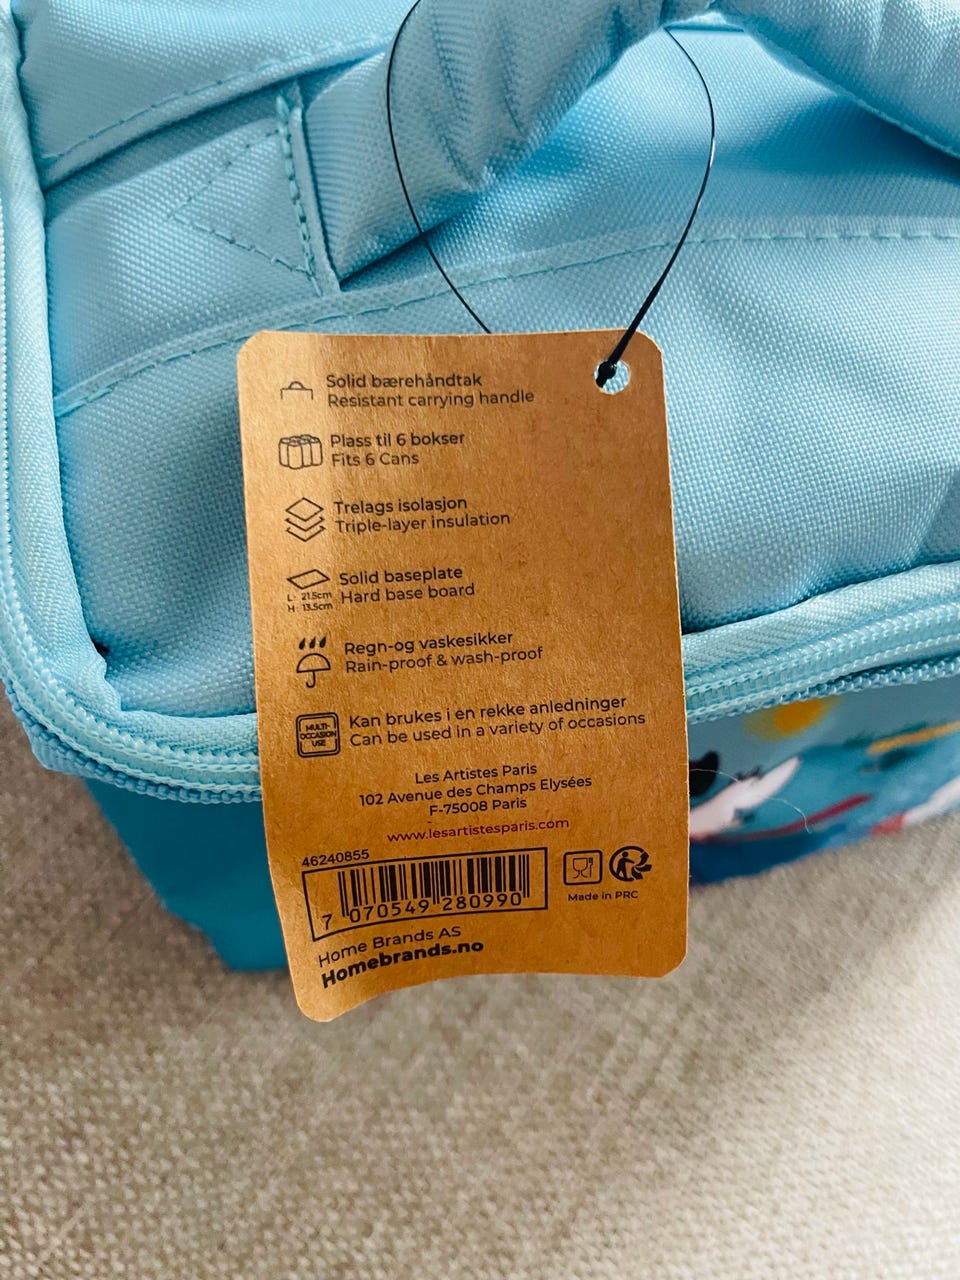 Solid bærehåndtak
Resistant carrying handle
Plass til 6 bokser
Fits 6 Cans
Trelags isolasjon
Triple-layer insulation
Solid baseplate
Hard base board
L: 21.5cm
H: 13.5cm
Regn-og vaskesikker
Rain-proof & wash-proof
MULTI-
OCCASION
USE
Kan brukes i en rekke anledninger
Can be used in a variety of occasions
Les Artistes Paris
102 Avenue des Champs Elysées
F-75008 Paris
www.lesartistesparis.com
46240855
7 070549 280990
Made in PRC
Home Brands AS
Homebrands.no